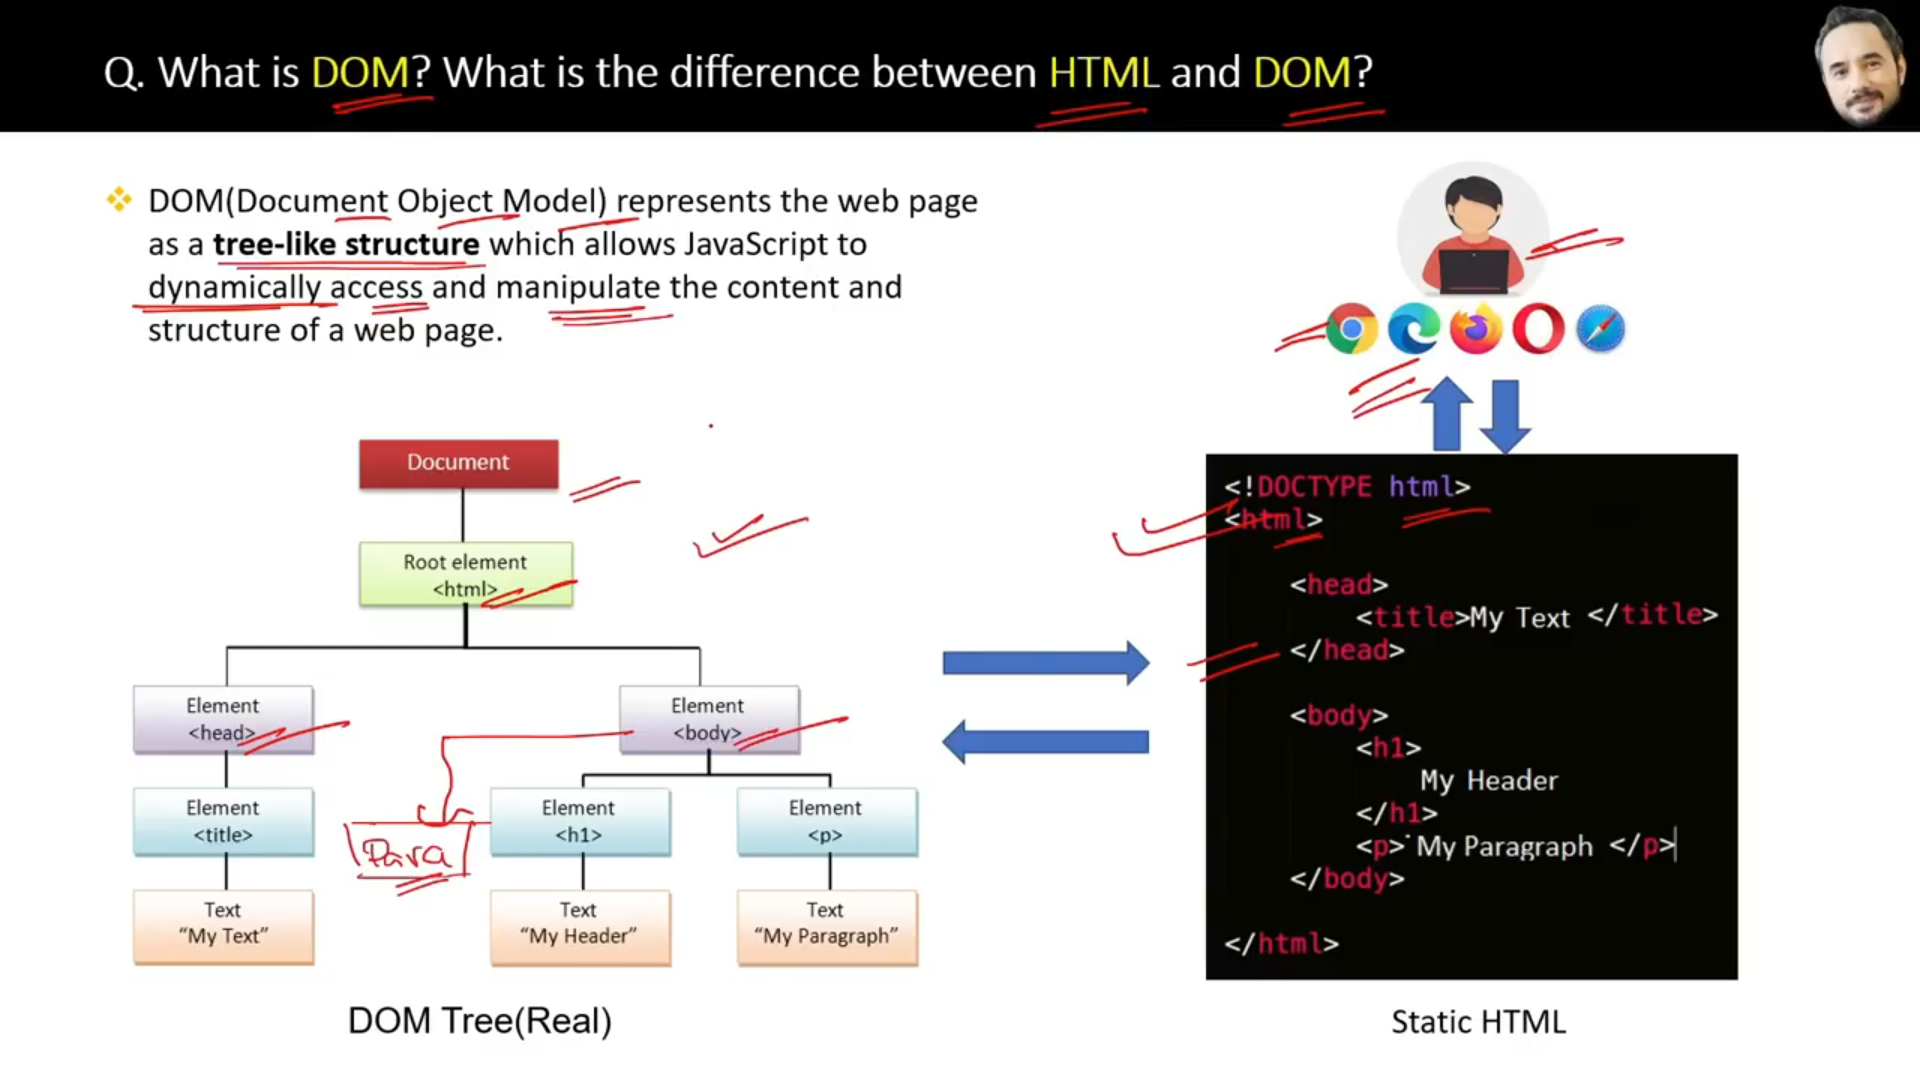 Q. What is DOM? What is the difference between HTML and DOM?
DOM(Document Object Model) represents the web page
as a tree-like structure which allows JavaScript to
dynamically access and manipulate the content and
structure of a web page.
Document
Root element
<html>
Element
<head>
Element
<body>
Element
<title>
Para
Element
<h1>
Element
<p>
Text
“My Text”
Text
“My Header”
Text
“My Paragraph”
DOM Tree(Real)
<!DOCTYPE html>
<html>
<head>
<title>My Text </title>
</head>
<body>
<h1>
My Header
</h1>
<p> My Paragraph </p>
</body>
</html>
Static HTML